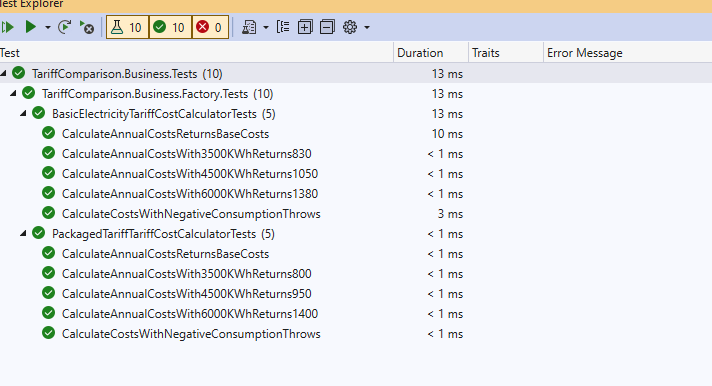 Test Explorer
10 10 0
Test Duration Traits Error Message
TariffComparison.Business.Tests (10) 13 ms
TariffComparison.Business.Factory.Tests (10) 13 ms
BasicElectricityTariffCostCalculatorTests (5) 13 ms
CalculateAnnualCostsReturnsBaseCosts 10 ms
CalculateAnnualCostsWith3500KWhReturns830 < 1 ms
CalculateAnnualCostsWith4500KWhReturns1050 < 1 ms
CalculateAnnualCostsWith6000KWhReturns1380 < 1 ms
CalculateCostsWithNegativeConsumptionThrows 3 ms
PackagedTariffTariffCostCalculatorTests (5) < 1 ms
CalculateAnnualCostsReturnsBaseCosts < 1 ms
CalculateAnnualCostsWith3500KWhReturns800 < 1 ms
CalculateAnnualCostsWith4500KWhReturns950 < 1 ms
CalculateAnnualCostsWith6000KWhReturns1400 < 1 ms
CalculateCostsWithNegativeConsumptionThrows < 1 ms